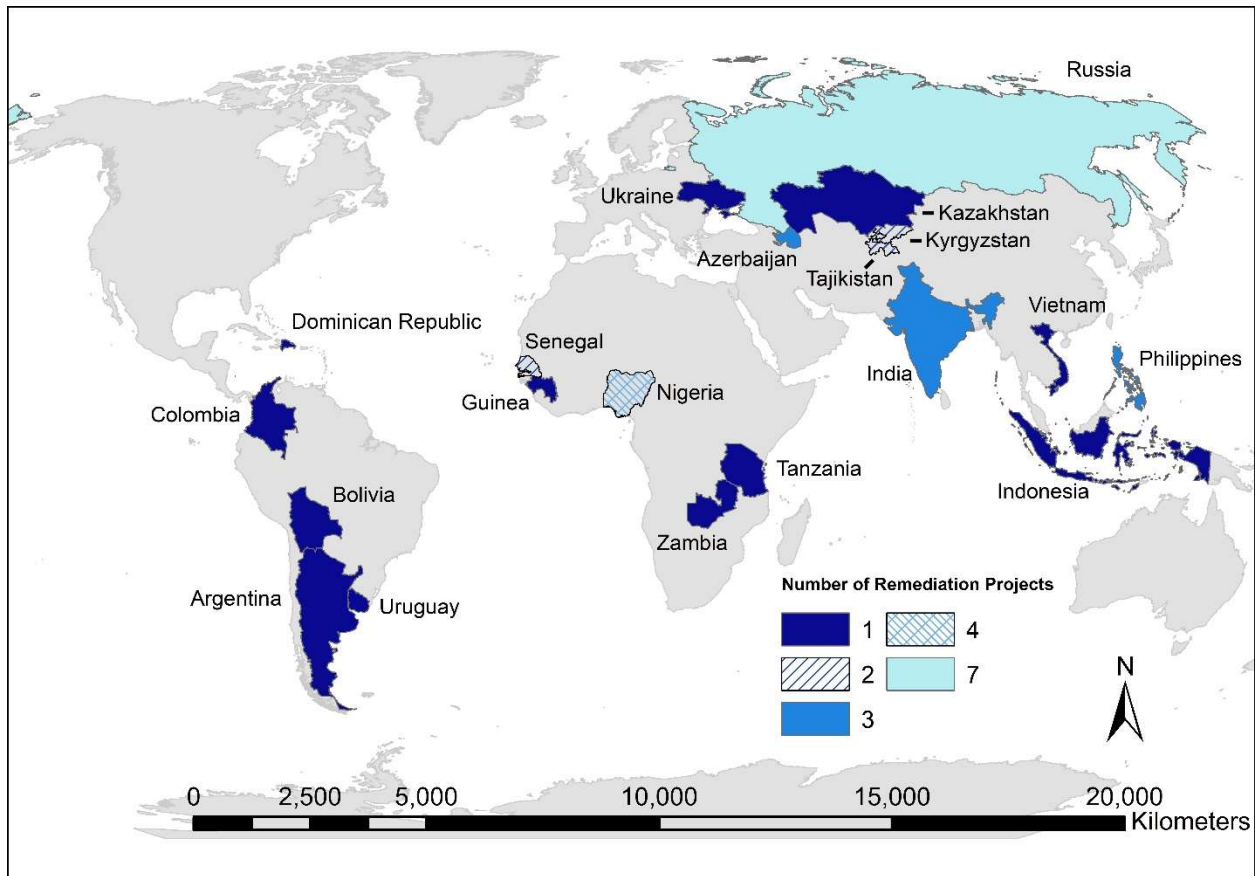 Russia
Ukraine
Kazakhstan
Kyrgyzstan
Azerbaijan
Tajikistan
Vietnam
Dominican Republic
Senegal
Philippines
India
Nigeria
Guinea
Colombia
Tanzania
Bolivia
Indonesia
Zambia
Argentina
Uruguay
Number of Remediation Projects
1
4
2
7
3
N
0 2,500 5,000 10,000 15,000 20,000
Kilometers